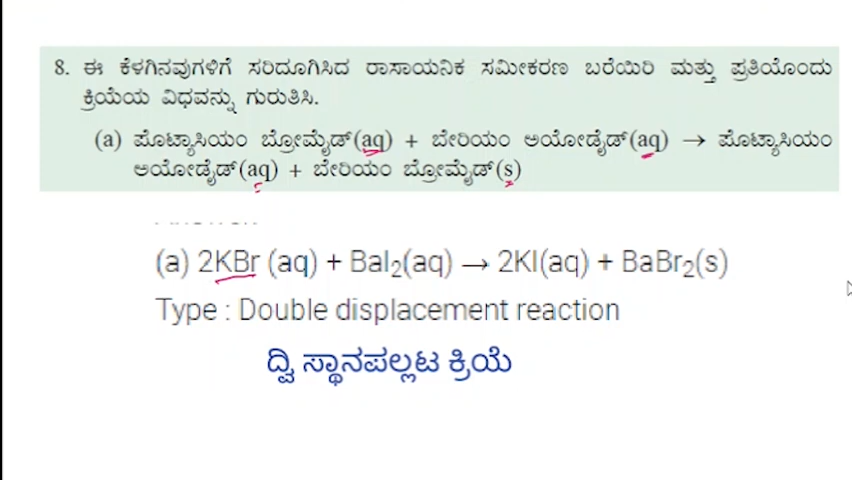 8. ಈ ಕೆಳಗಿನವುಗಳಿಗೆ ಸರಿದೂಗಿಸಿದ ರಾಸಾಯನಿಕ ಸಮೀಕರಣ ಬರೆಯಿರಿ ಮತ್ತು ಪ್ರತಿಯೊಂದು
ಕ್ರಿಯೆಯ ವಿಧವನ್ನು ಗುರುತಿಸಿ.
(a) ಪೊಟ್ಯಾಸಿಯಂ ಬ್ರೋಮೈಡ್(aq) + ಬೇರಿಯಂ ಅಯೋಡೈಡ್(aq) → ಪೊಟ್ಯಾಸಿಯಂ
ಅಯೋಡೈಡ್(aq) + ಬೇರಿಯಂ ಬ್ರೋಮೈಡ್(s)
(a) 2KBr (aq) + BaI₂(aq) → 2KI(aq) + BaBr₂(s)
Type : Double displacement reaction
ದ್ವಿ ಸ್ಥಾನಪಲ್ಲಟ ಕ್ರಿಯೆ